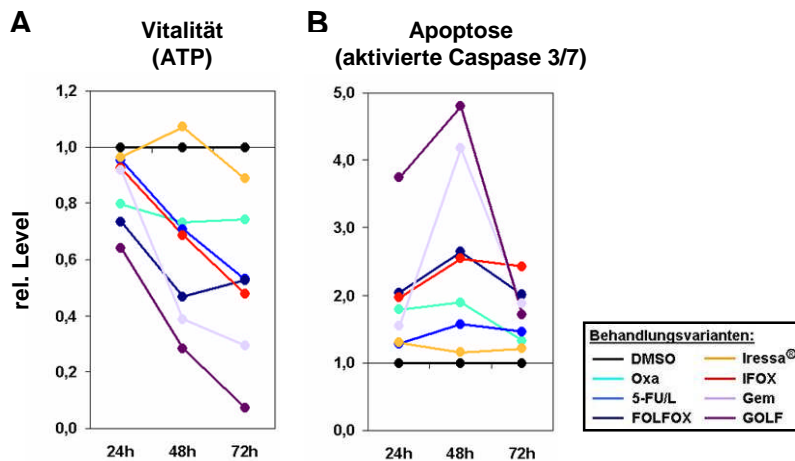 A
Vitalität
(ATP)
B
Apoptose
(aktivierte Caspase 3/7)
rel. Level
1,2
1,0
0,8
0,6
0,4
0,2
0,0
24h 48h 72h
5,0
4,0
3,0
2,0
1,0
0,0
24h 48h 72h
Behandlungsvarianten:
DMSO Iressa®
Oxa IFOX
5-FU/L Gem
FOLFOX GOLF